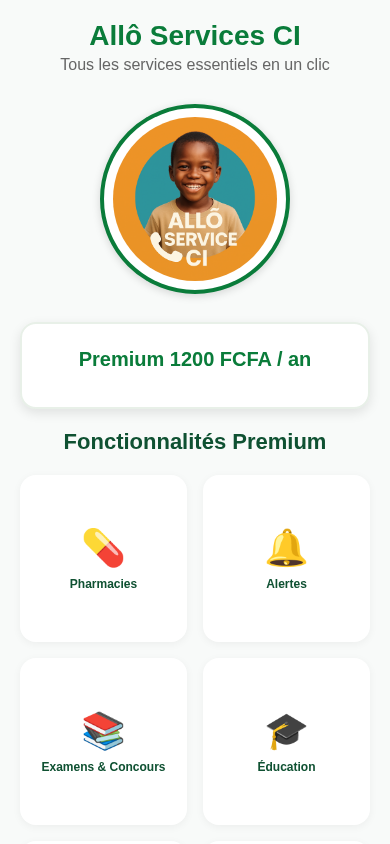 Allô Services CI
Tous les services essentiels en un clic
ALLÕ
SERVICE
CI
Premium 1200 FCFA / an
Fonctionnalités Premium
Pharmacies
Alertes
Examens & Concours
Éducation